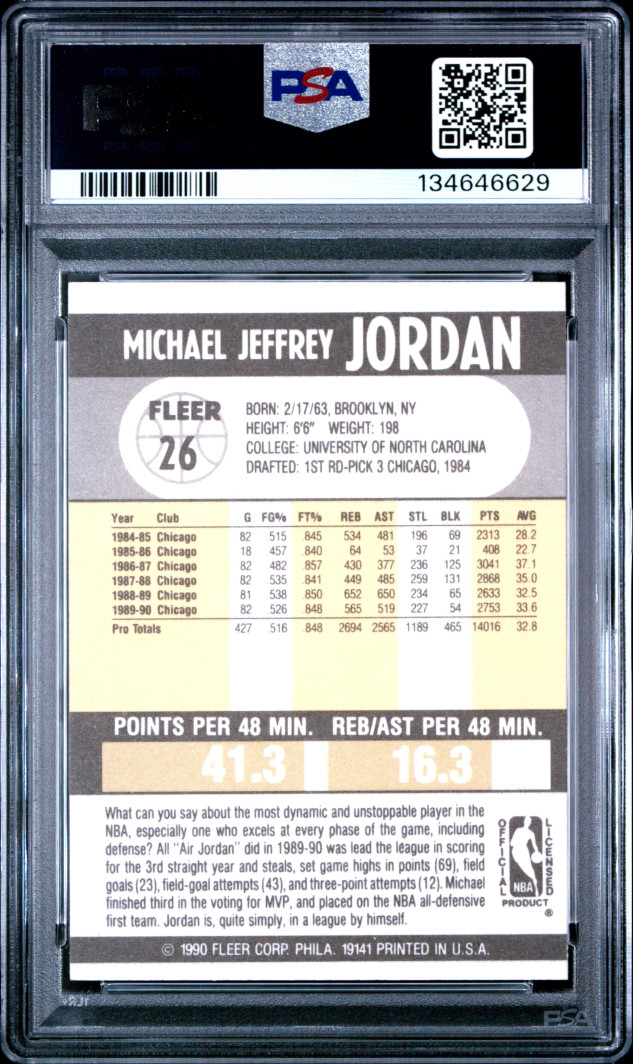 PSA
134646629
MICHAEL JEFFREY JORDAN
FLEER
26
BORN: 2/17/63, BROOKLYN, NY
HEIGHT: 6'6" WEIGHT: 198
COLLEGE: UNIVERSITY OF NORTH CAROLINA
DRAFTED: 1ST RD-PICK 3 CHICAGO, 1984
Year Club G FG% FT% REB AST STL BLK PTS AVG
1984-85 Chicago 82 515 .845 534 481 196 69 2313 28.2
1985-86 Chicago 18 457 .840 64 53 37 21 408 22.7
1986-87 Chicago 82 482 .857 430 377 236 125 3041 37.1
1987-88 Chicago 82 535 .841 449 485 259 131 2868 35.0
1988-89 Chicago 81 538 .850 652 650 234 65 2633 32.5
1989-90 Chicago 82 526 .848 565 519 227 54 2753 33.6
Pro Totals 427 516 .848 2694 2565 1189 465 14016 32.8
POINTS PER 48 MIN. REB/AST PER 48 MIN.
41.3 16.3
What can you say about the most dynamic and unstoppable player in the
NBA, especially one who excels at every phase of the game, including
defense? All "Air Jordan" did in 1989-90 was lead the league in scoring
for the 3rd straight year and steals, set game highs in points (69), field
goals (23), field-goal attempts (43), and three-point attempts (12). Michael
finished third in the voting for MVP, and placed on the NBA all-defensive
first team. Jordan is, quite simply, in a league by himself.
OFFICIAL
LICENSED
NBA
PRODUCT
®
© 1990 FLEER CORP. PHILA. 19141 PRINTED IN U.S.A.
PSA